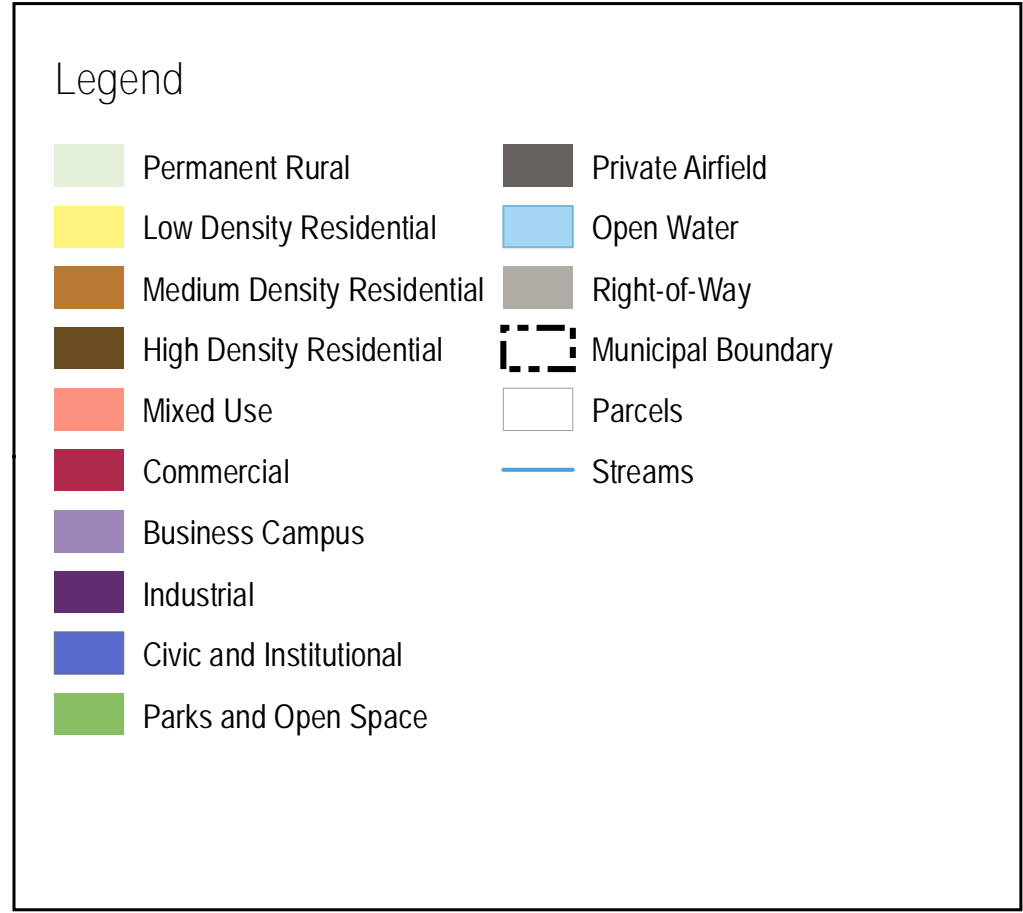 Legend
Permanent Rural
Low Density Residential
Medium Density Residential
High Density Residential
Mixed Use
Commercial
Business Campus
Industrial
Civic and Institutional
Parks and Open Space
Private Airfield
Open Water
Right-of-Way
Municipal Boundary
Parcels
Streams